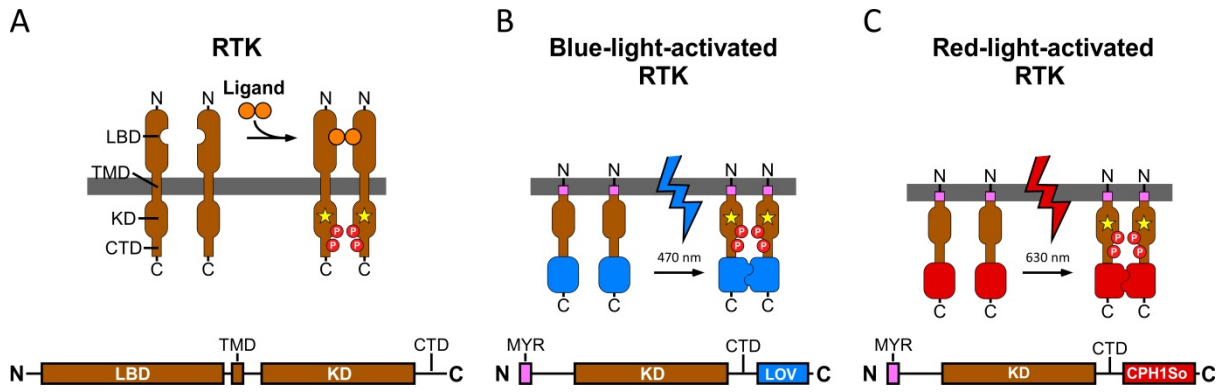 A
RTK
N
N
Ligand
N
N
LBD
TMD
KD
CTD
P
P
P
P
C
C
C
C
N
LBD
TMD
KD
CTD
C
B
Blue-light-activated
RTK
N
N
N
N
470 nm
P
P
P
P
C
C
C
C
N
MYR
KD
CTD
LOV
C
C
Red-light-activated
RTK
N
N
N
N
630 nm
P
P
P
P
C
C
C
C
N
MYR
KD
CTD
CPH1So
C